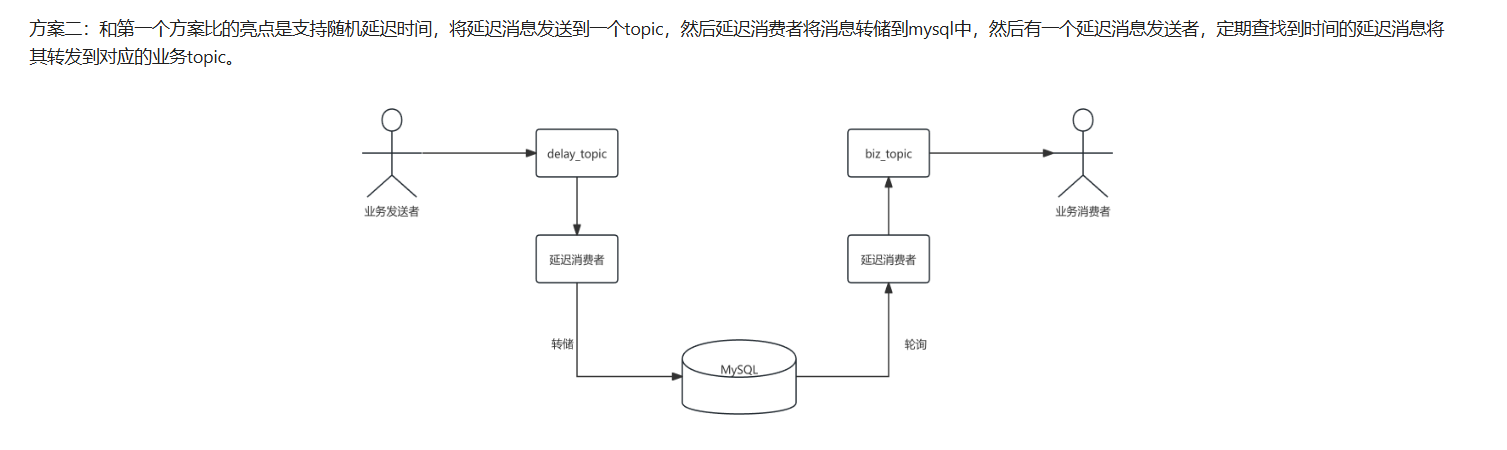 方案二：和第一个方案比的亮点是支持随机延迟时间，将延迟消息发送到一个topic，然后延迟消费者将消息转储到mysql中，然后有一个延迟消息发送者，定期查找到时间的延迟消息将
其转发到对应的业务topic。
delay_topic
biz_topic
业务发送者
业务消费者
延迟消费者
延迟消费者
转储
轮询
MySQL